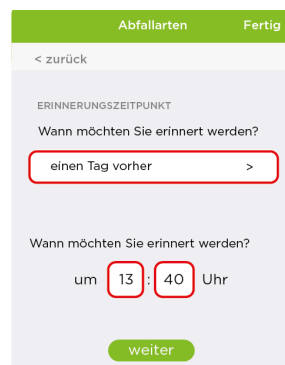 Abfallarten Fertig
< zurück
ERINNERUNGSZEITPUNKT
Wann möchten Sie erinnert werden?
einen Tag vorher >
Wann möchten Sie erinnert werden?
um 13 : 40 Uhr
weiter